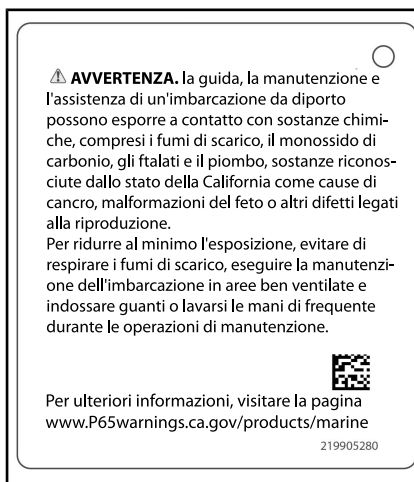 ⚠ AVVERTENZA. la guida, la manutenzione e
l'assistenza di un'imbarcazione da diporto
possono esporre a contatto con sostanze chimi-
che, compresi i fumi di scarico, il monossido di
carbonio, gli ftalati e il piombo, sostanze riconos-
ciute dallo stato della California come cause di
cancro, malformazioni del feto o altri difetti legati
alla riproduzione.
Per ridurre al minimo l'esposizione, evitare di
respirare i fumi di scarico, eseguire la manutenzi-
one dell'imbarcazione in aree ben ventilate e
indossare guanti o lavarsi le mani di frequente
durante le operazioni di manutenzione.
Per ulteriori informazioni, visitare la pagina
www.P65warnings.ca.gov/products/marine
219905280